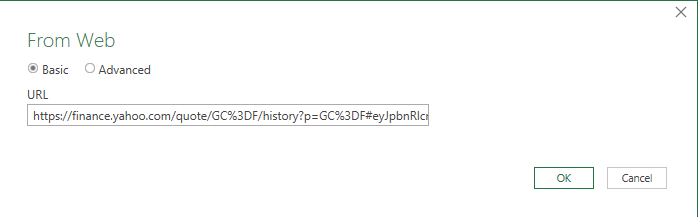 From Web
Basic Advanced
URL
https://finance.yahoo.com/quote/GC%3DF/history?p=GC%3DF#eyJpbnRlcr
OK Cancel